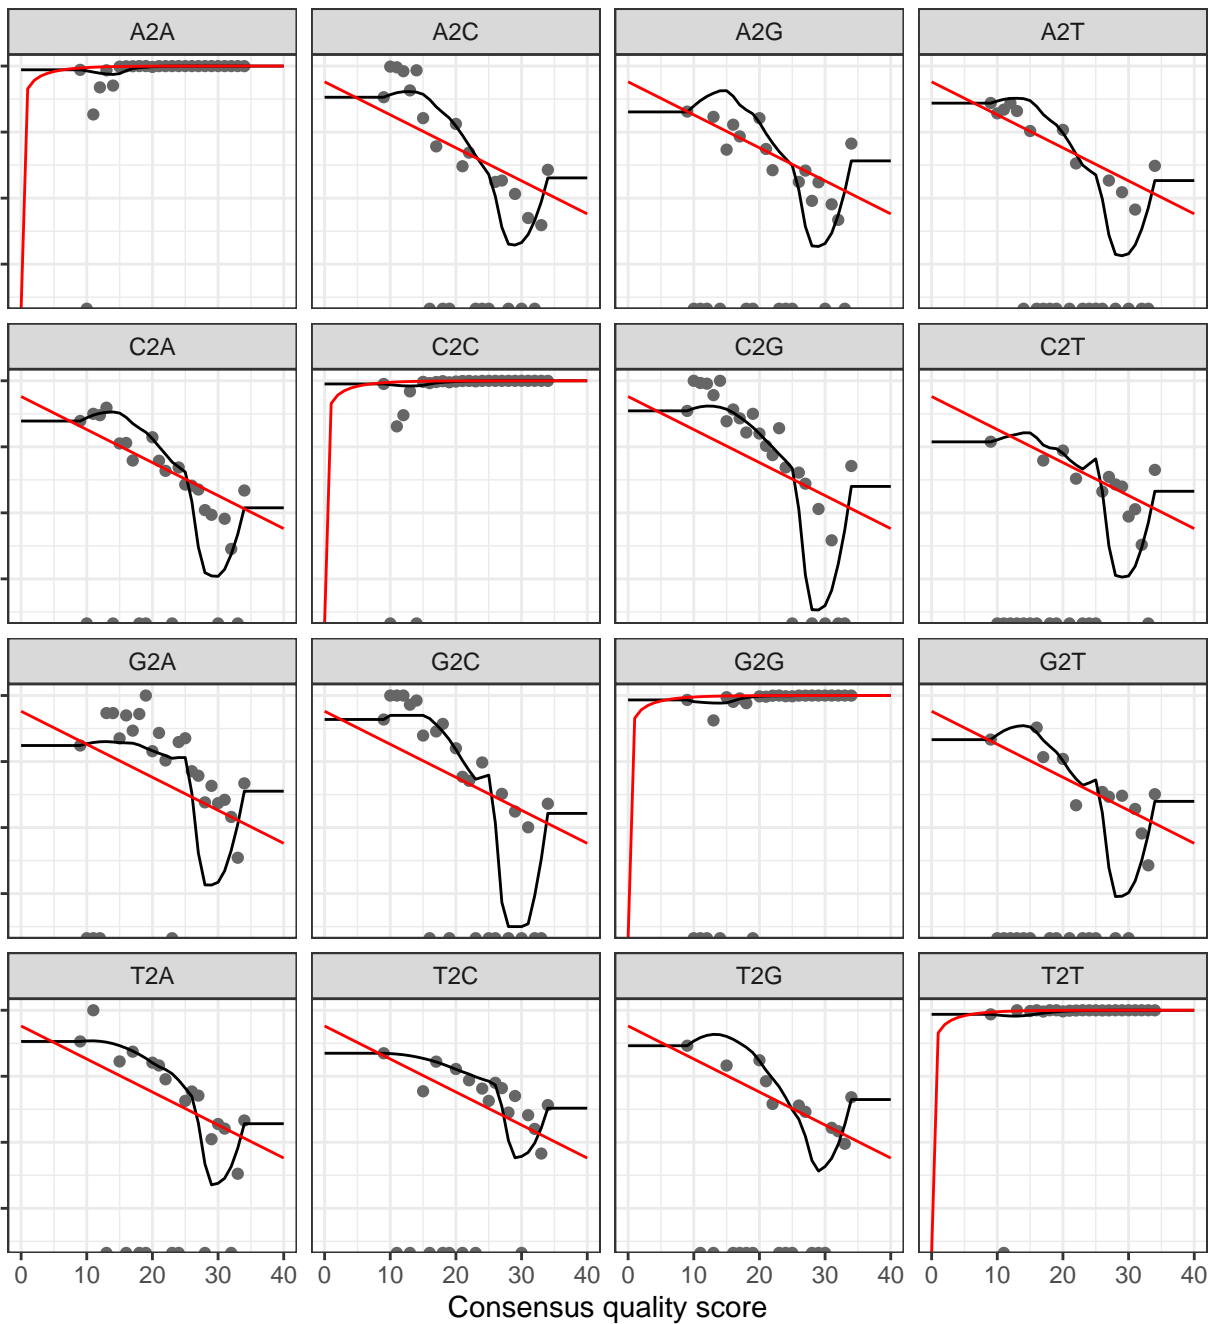 A2A A2C A2G A2T
C2A C2C C2G C2T
G2A G2C G2G G2T
T2A T2C T2G T2T
0 10 20 30 40 0 10 20 30 40 0 10 20 30 40 0 10 20 30 40
Consensus quality score